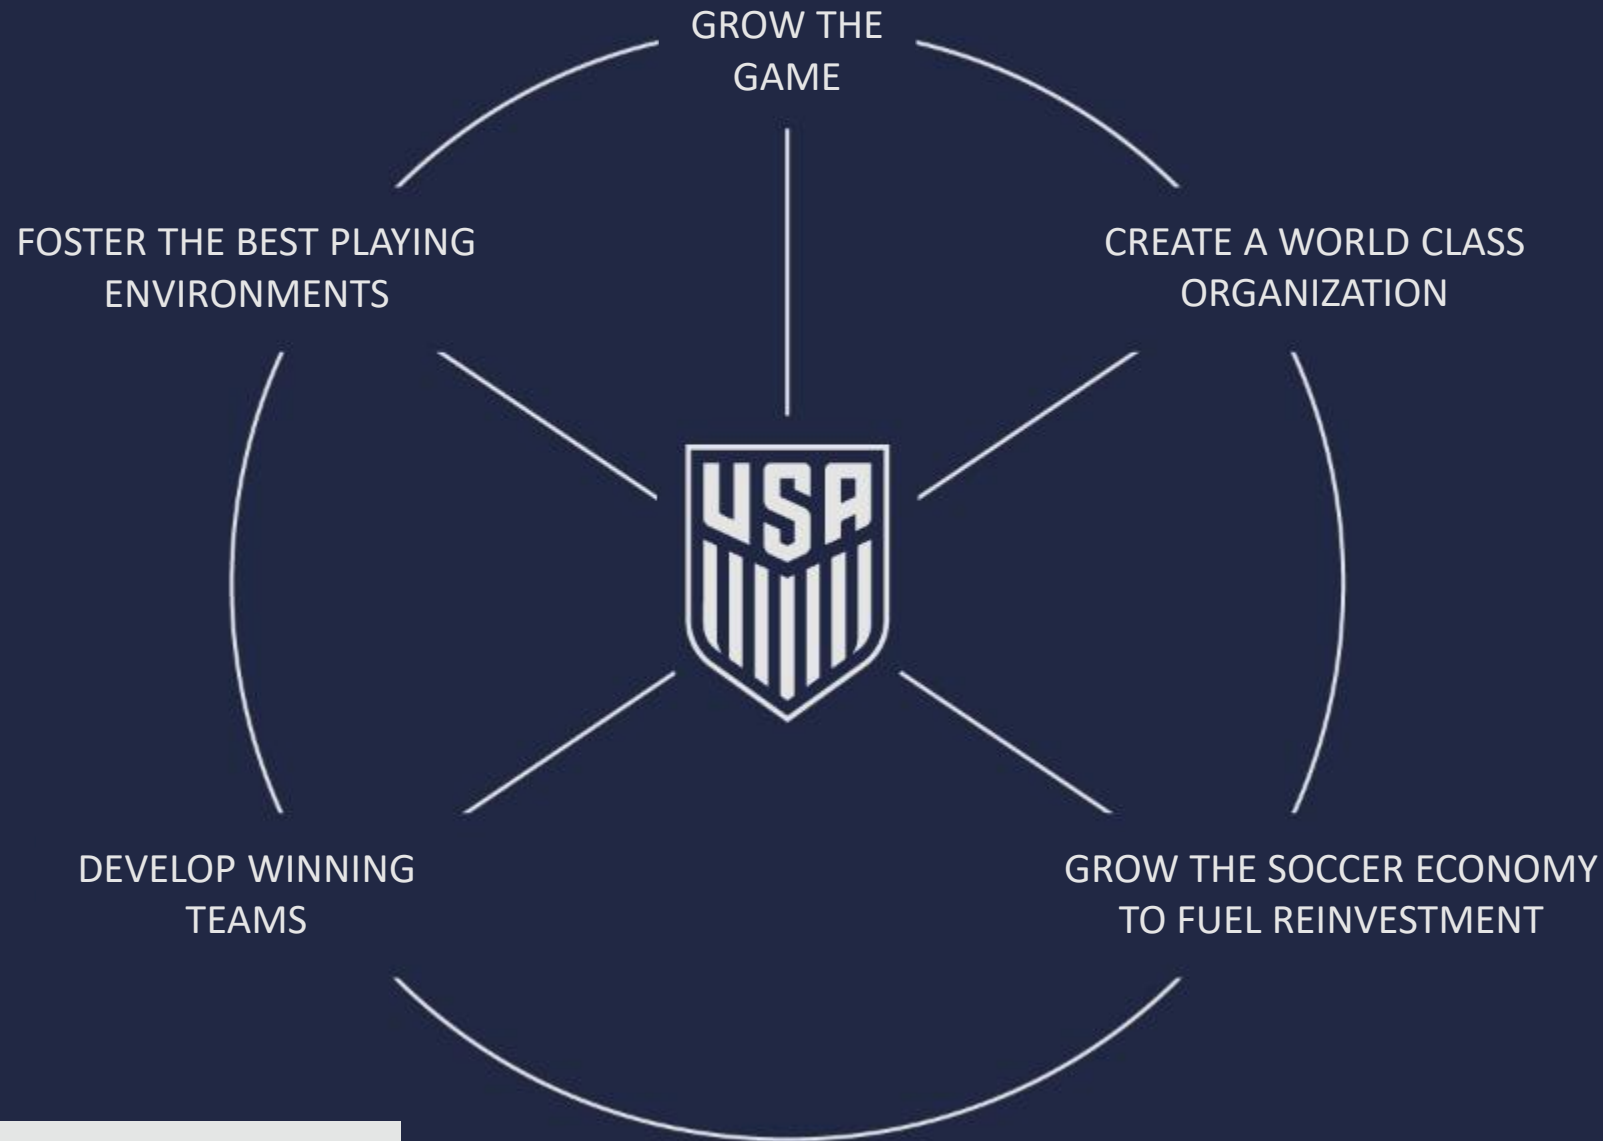 GROW THE
GAME
FOSTER THE BEST PLAYING
ENVIRONMENTS
CREATE A WORLD CLASS
ORGANIZATION
USA
DEVELOP WINNING
TEAMS
GROW THE SOCCER ECONOMY
TO FUEL REINVESTMENT